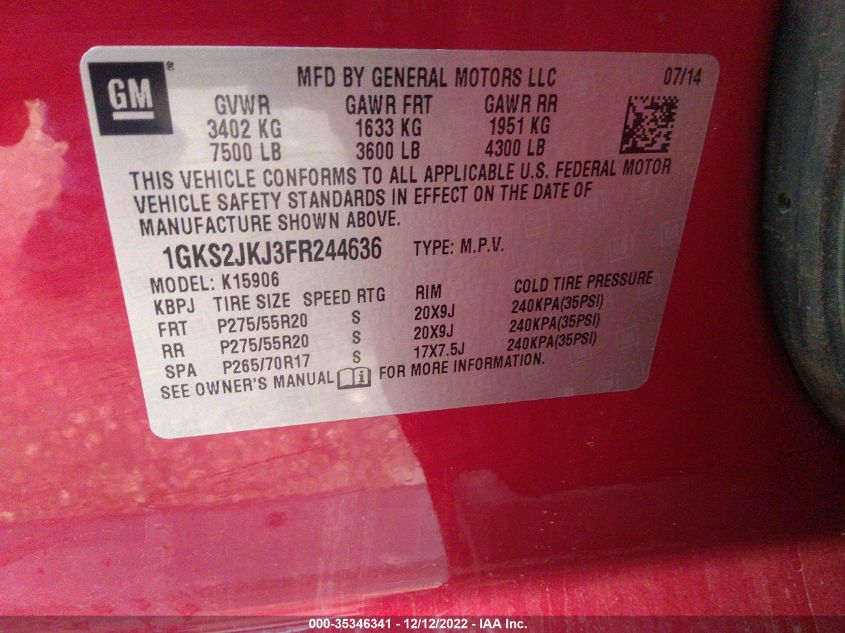 GM® MFD BY GENERAL MOTORS LLC 07/14
GVWR GAWR FRT GAWR RR
3402 KG 1633 KG 1951 KG
7500 LB 3600 LB 4300 LB
THIS VEHICLE CONFORMS TO ALL APPLICABLE U.S. FEDERAL MOTOR
VEHICLE SAFETY STANDARDS IN EFFECT ON THE DATE OF
MANUFACTURE SHOWN ABOVE.
1GKS2JKJ3FR244636 TYPE: M.P.V.
MODEL: K15906
KBPJ TIRE SIZE SPEED RTG RIM COLD TIRE PRESSURE
FRT P275/55R20 S 20X9J 240KPA(35PSI)
RR P275/55R20 S 20X9J 240KPA(35PSI)
SPA P265/70R17 S 17X7.5J 240KPA(35PSI)
SEE OWNER'S MANUAL FOR MORE INFORMATION.
000-35346341 - 12/12/2022 - IAA Inc.